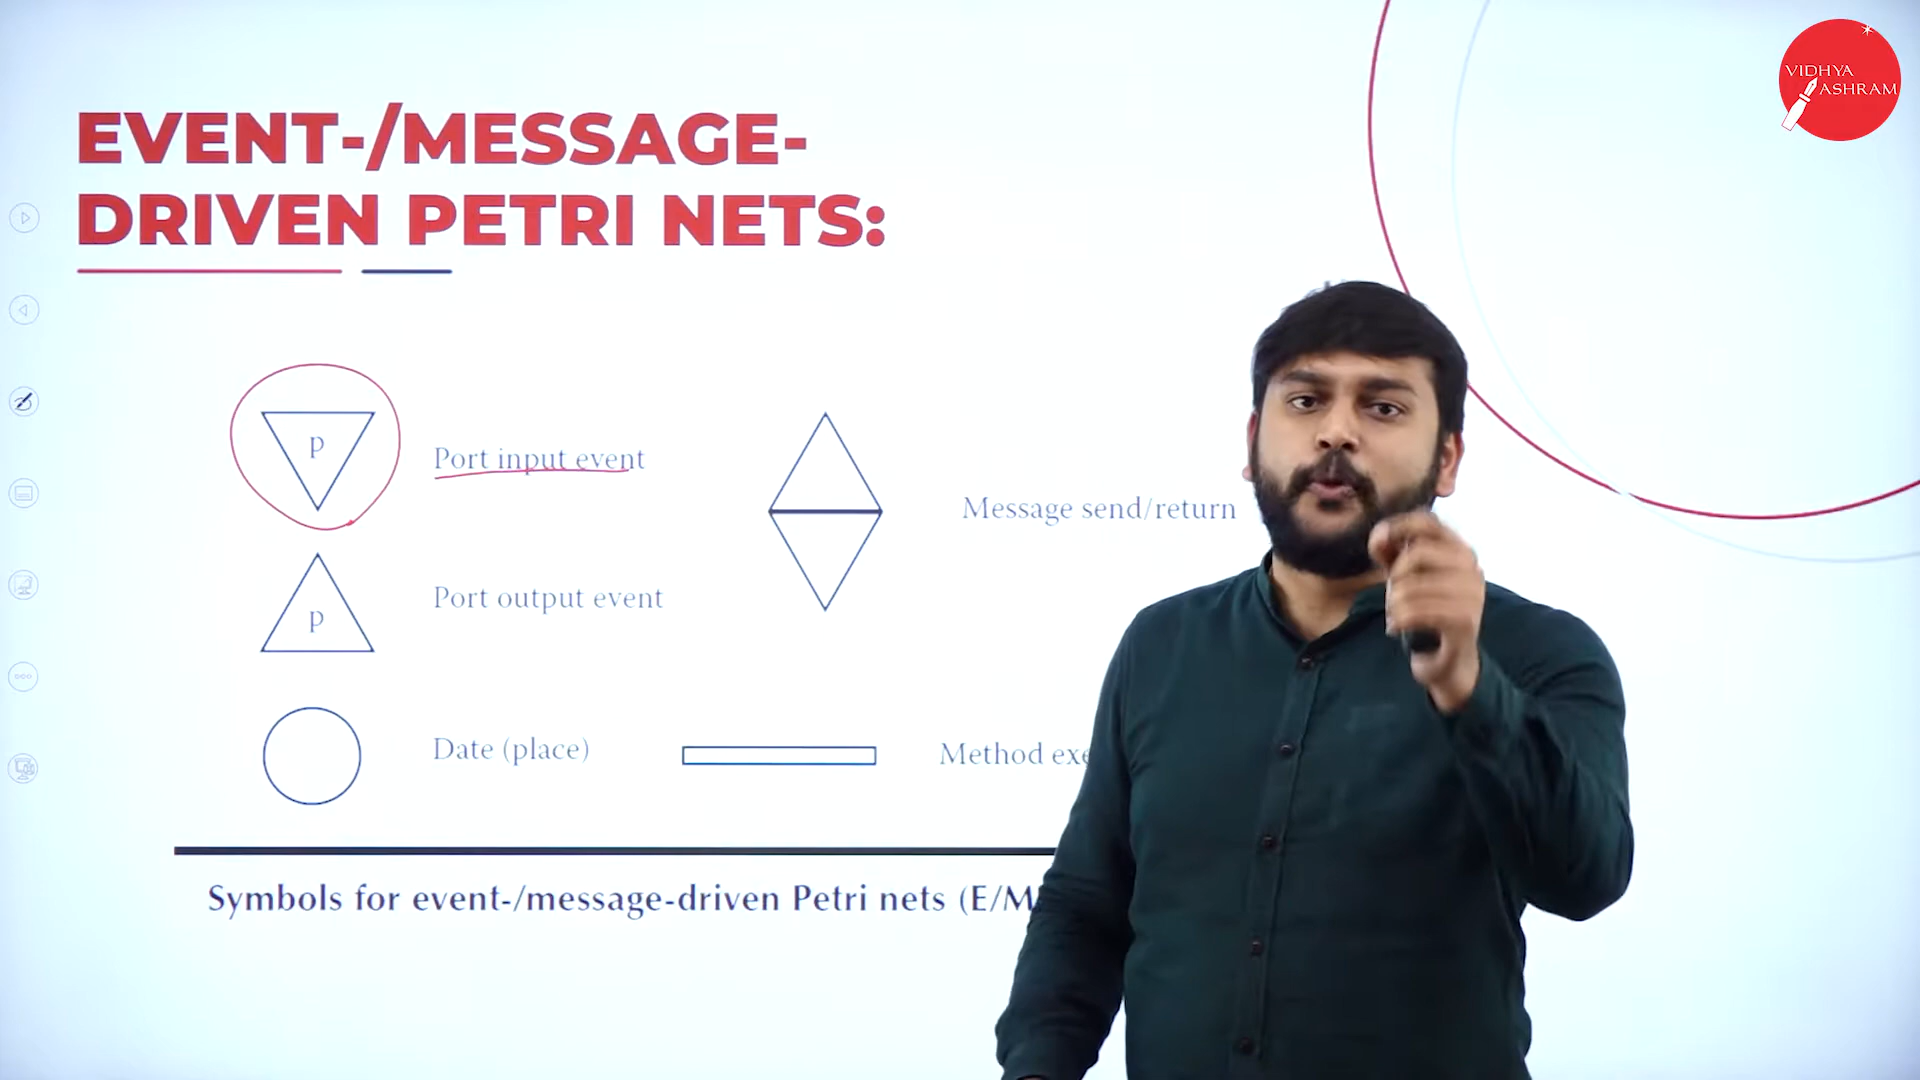 VIDHYA
ASHRAM
EVENT-/MESSAGE-
DRIVEN PETRI NETS:
p
Port input event
Message send/return
p
Port output event
Date (place)
Method
Symbols for event-/message-driven Petri nets